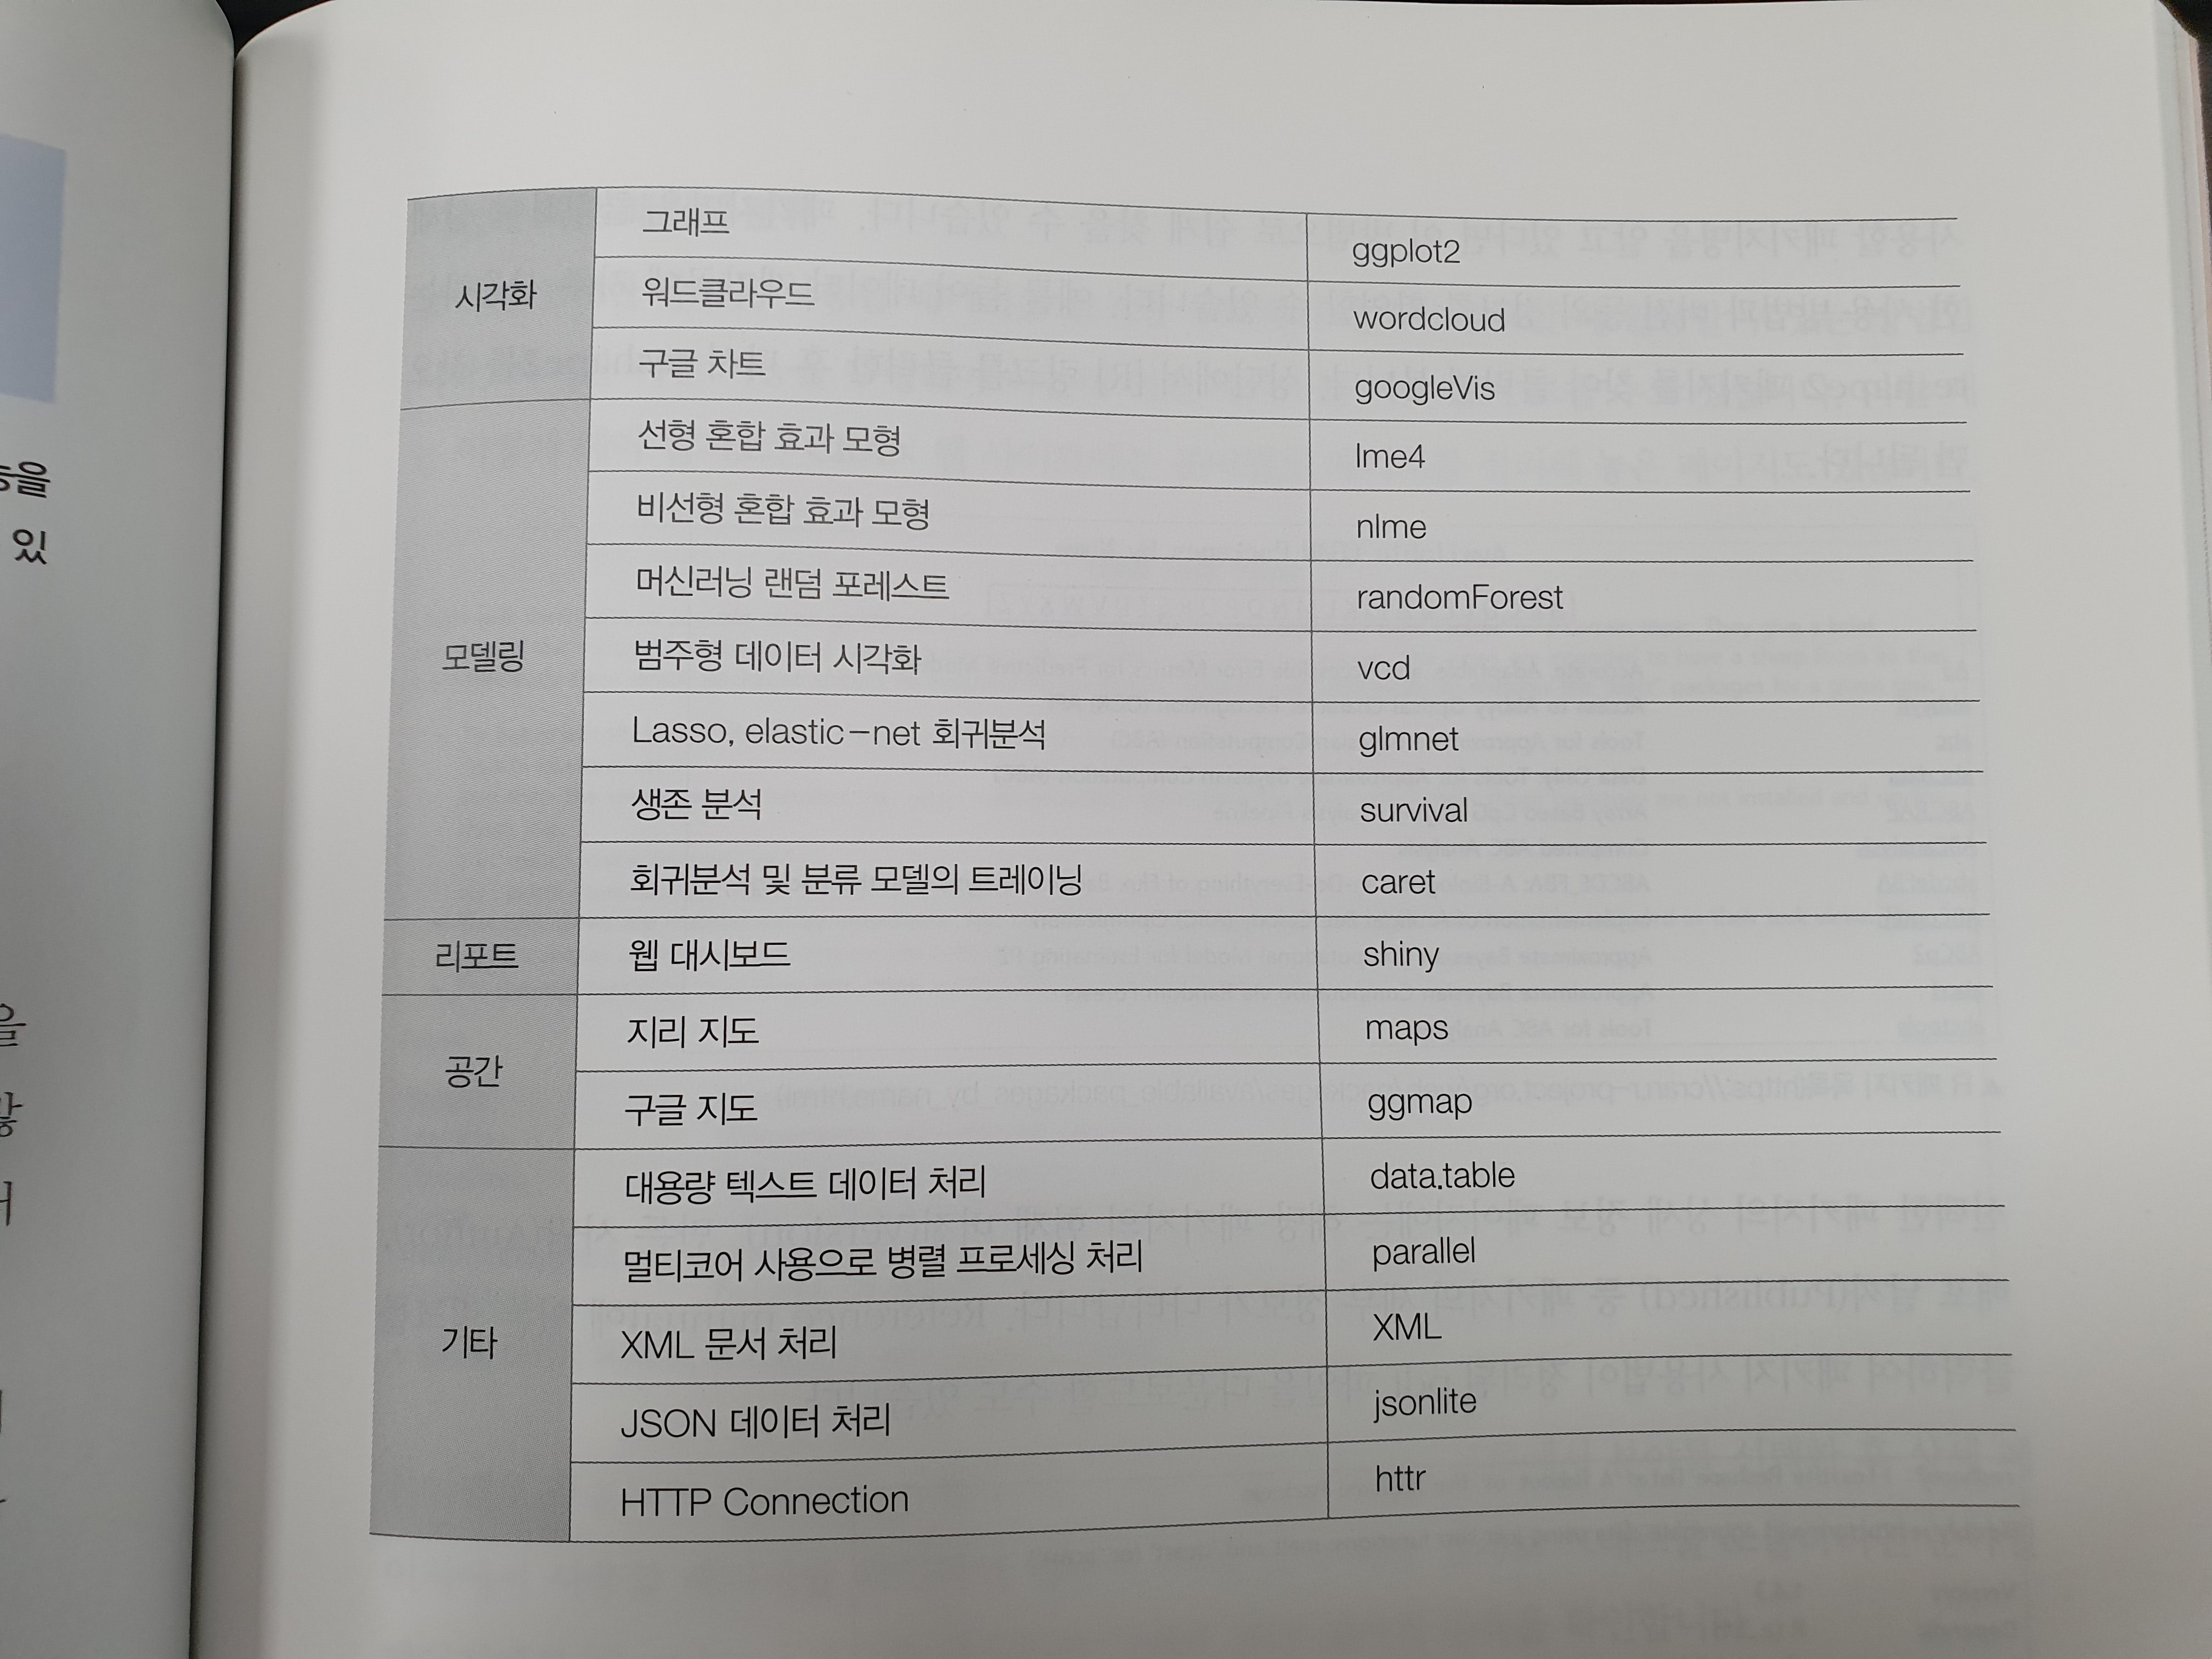 을
있
을
시각화
그래프 ggplot2
워드클라우드 wordcloud
구글 차트 googleVis
모델링
선형 혼합 효과 모형 lme4
비선형 혼합 효과 모형 nlme
머신러닝 랜덤 포레스트 randomForest
범주형 데이터 시각화 vcd
Lasso, elastic-net 회귀분석 glmnet
생존 분석 survival
회귀분석 및 분류 모델의 트레이닝 caret
리포트
웹 대시보드 shiny
공간
지리 지도 maps
구글 지도 ggmap
기타
대용량 텍스트 데이터 처리 data.table
멀티코어 사용으로 병렬 프로세싱 처리 parallel
XML 문서 처리 XML
JSON 데이터 처리 jsonlite
HTTP Connection httr